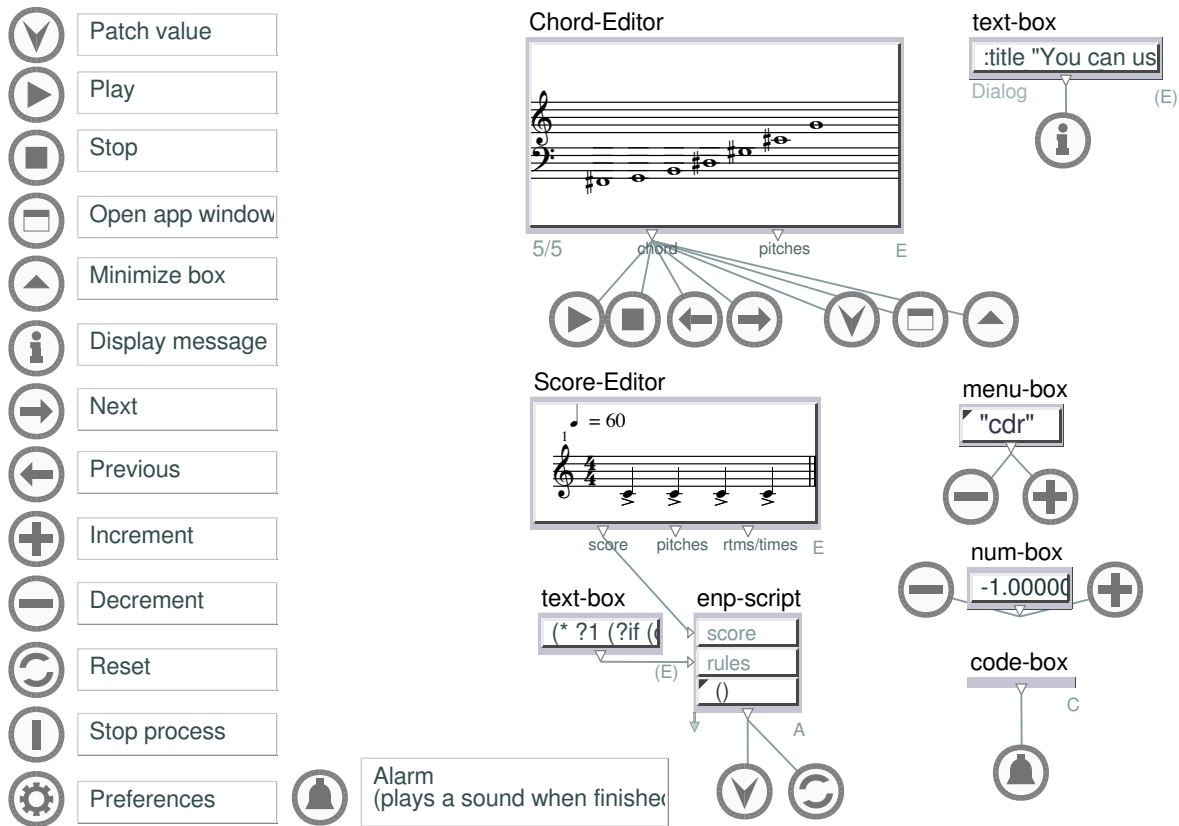 Patch value
Play
Stop
Open app window
Minimize box
Display message
Next
Previous
Increment
Decrement
Reset
Stop process
Preferences
Alarm
(plays a sound when finished
Chord-Editor
5/5
chord
pitches
E
text-box
:title "You can us
Dialog
(E)
Score-Editor
= 60
1
4
4
score
pitches
rtms/times
E
menu-box
"cdr"
num-box
-1.00000
text-box
(* ?1 (?if (
(E)
enp-script
score
rules
()
A
code-box
C